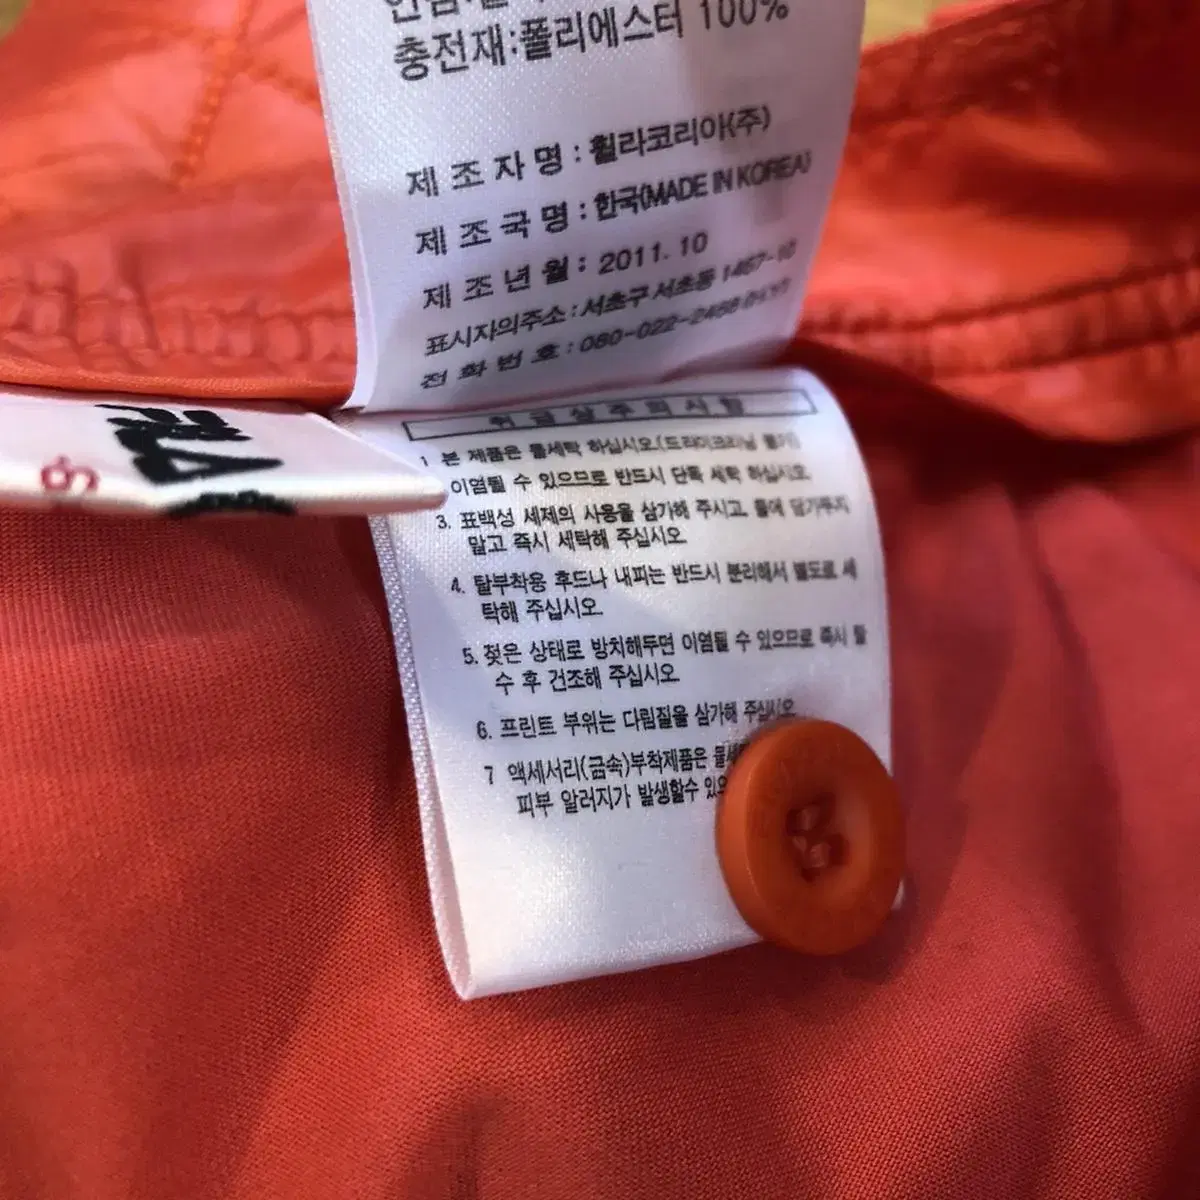 충전재:폴리에스터 100%
제 조 자 명 : 휠라코리아(주)
제 조 국 명 : 한국(MADE IN KOREA)
제 조 년 월 : 2011. 10
표시자의주소 : 서초구 서초동 1467-10
전 화 번 호 : 080-022-2456
취 급 상 주 의 사 항
1. 본 제품은 물세탁 하십시오.(드라이크리닝 불가)
이염될 수 있으므로 반드시 단독 세탁 하십시오.
3. 표백성 세제의 사용을 삼가해 주시고, 물에 담가두지
말고 즉시 세탁해 주십시오.
4. 탈부착용 후드나 내피는 반드시 분리해서 별도로 세
탁해 주십시오.
5. 젖은 상태로 방치해두면 이염될 수 있으므로 즉시 탈
수 후 건조해 주십시오.
6. 프린트 부위는 다림질을 삼가해 주십시오.
7 액세서리(금속)부착제품은
피부 알러지가 발생할수